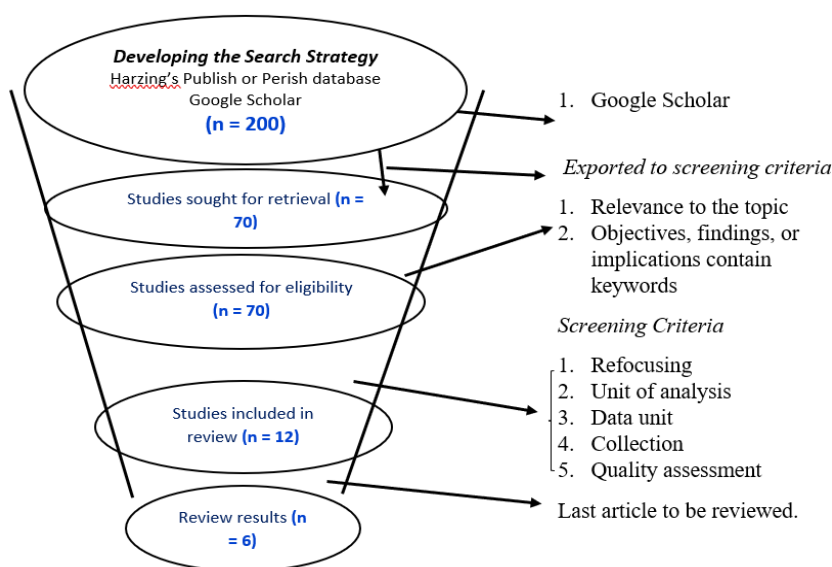 Developing the Search Strategy
Harzing's Publish or Perish database
Google Scholar
(n = 200)
1. Google Scholar
Exported to screening criteria
Studies sought for retrieval (n =
70)
1. Relevance to the topic
2. Objectives, findings, or
implications contain
keywords
Studies assessed for eligibility
(n = 70)
Screening Criteria
1. Refocusing
2. Unit of analysis
3. Data unit
4. Collection
5. Quality assessment
Studies included in
review (n = 12)
Last article to be reviewed.
Review results (n
= 6)